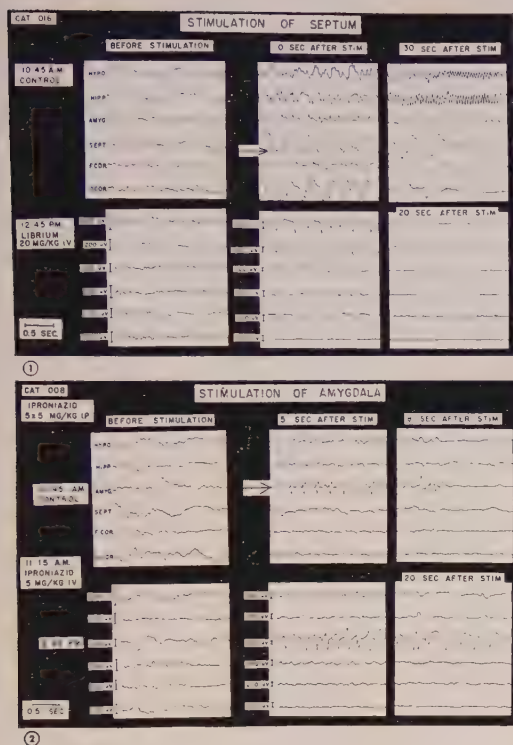 CAT 016
STIMULATION OF SEPTUM
BEFORE STIMULATION
0 SEC AFTER STIM
30 SEC AFTER STIM
10:45 A.M.
CONTROL
HYPO
HIPP
AMYG
SEPT
F.COR
12:45 PM
LIBRIUM
20 MG/KG IV
200 µV
20 SEC AFTER STIM
0.5 SEC
①
CAT 008
STIMULATION OF AMYGDALA
IPRONIAZID
5x5 MG/KG I.P
BEFORE STIMULATION
5 SEC AFTER STIM
SEC AFTER STIM
HYPO
HIPP
AMYG
SEPT
F.COR
AM
11:15 A.M.
IPRONIAZID
5 MG/KG IV
20 SEC AFTER STIM
0.5 SEC
②